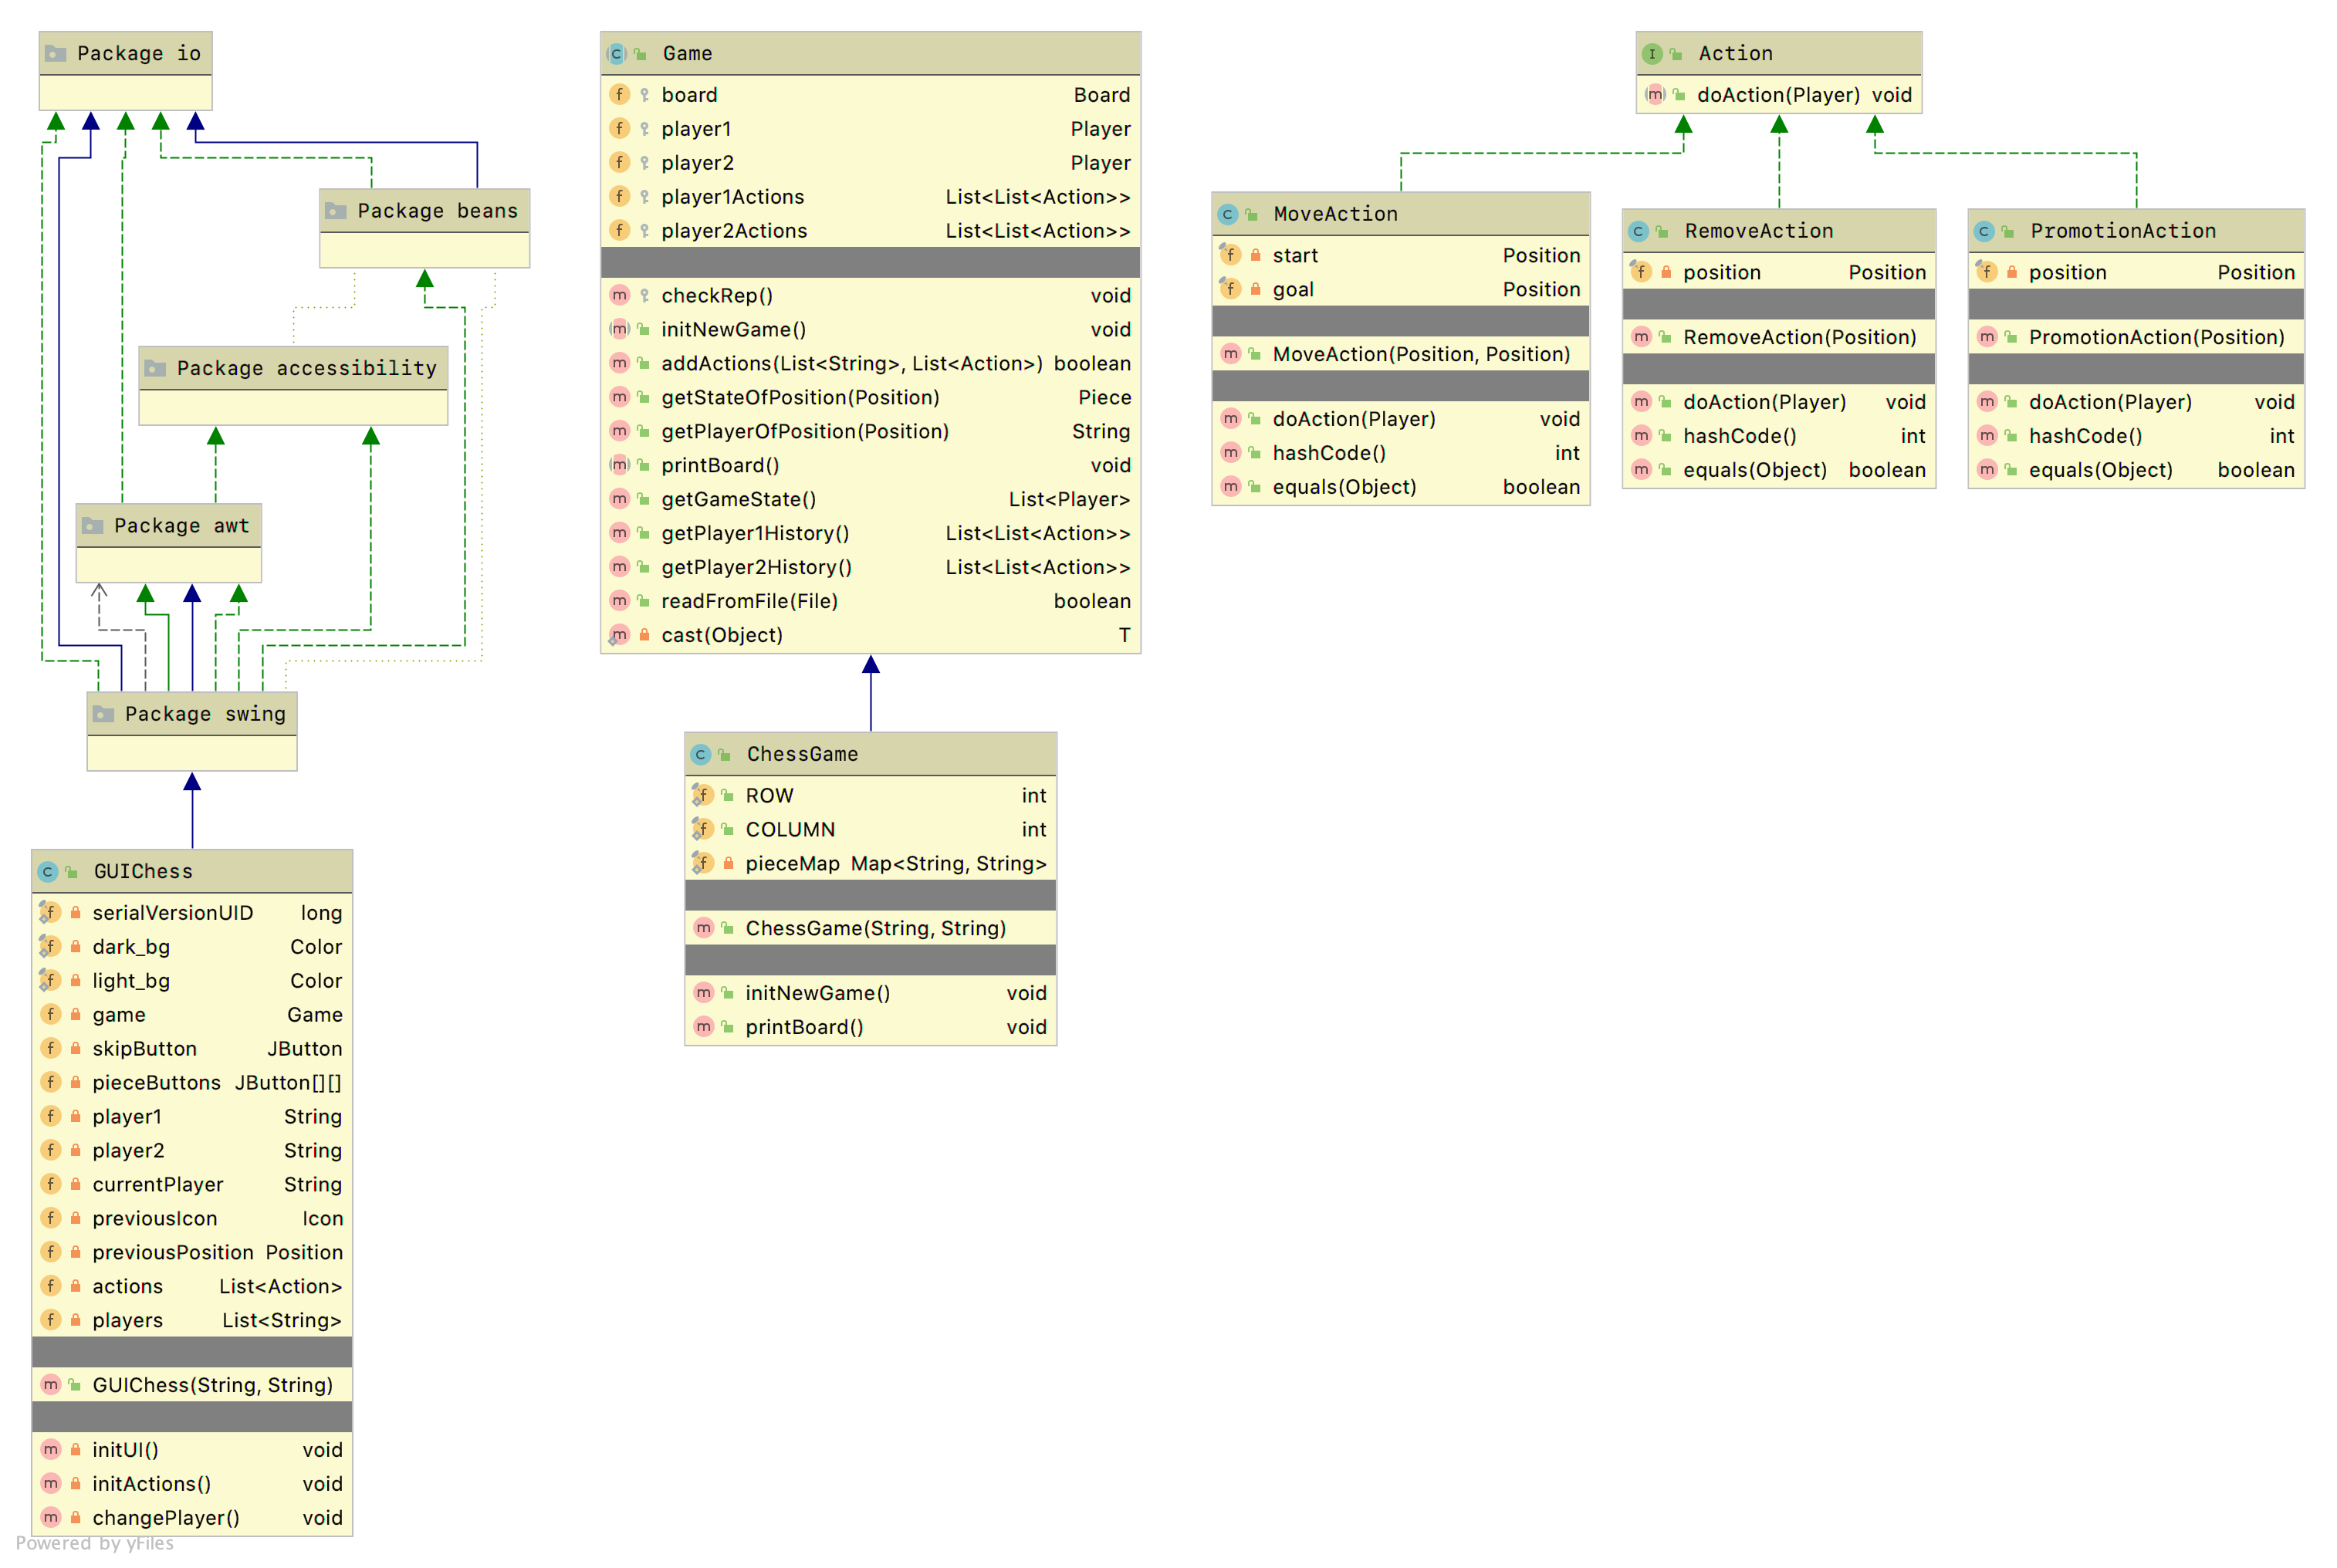 Package io
Package beans
Package accessibility
Package awt
Package swing
GUIChess
serialVersionUID long
dark_bg Color
light_bg Color
game Game
skipButton JButton
pieceButtons JButton[][]
player1 String
player2 String
currentPlayer String
previousIcon Icon
previousPosition Position
actions List<Action>
players List<String>
GUIChess(String, String)
initUI() void
initActions() void
changePlayer() void
Game
board Board
player1 Player
player2 Player
player1Actions List<List<Action>>
player2Actions List<List<Action>>
checkRep() void
initNewGame() void
addActions(List<String>, List<Action>) boolean
getStateOfPosition(Position) Piece
getPlayerOfPosition(Position) String
printBoard() void
getGameState() List<Player>
getPlayer1History() List<List<Action>>
getPlayer2History() List<List<Action>>
readFromFile(File) boolean
cast(Object) T
ChessGame
ROW int
COLUMN int
pieceMap Map<String, String>
ChessGame(String, String)
initNewGame() void
printBoard() void
Action
doAction(Player) void
MoveAction
start Position
goal Position
MoveAction(Position, Position)
doAction(Player) void
hashCode() int
equals(Object) boolean
RemoveAction
position Position
RemoveAction(Position)
doAction(Player) void
hashCode() int
equals(Object) boolean
PromotionAction
position Position
PromotionAction(Position)
doAction(Player) void
hashCode() int
equals(Object) boolean
Powered by yFiles